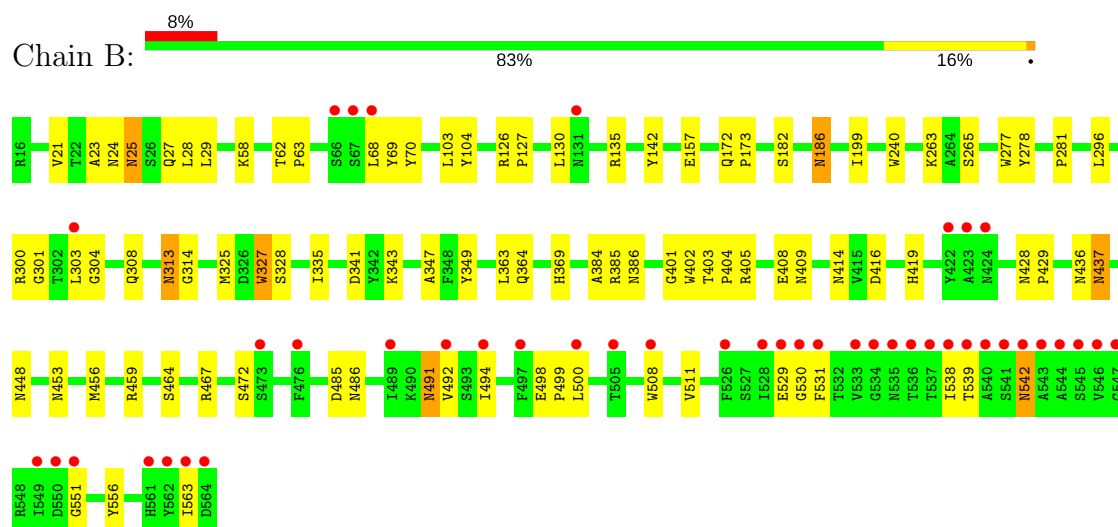 8%
Chain B:
83% 16% •
R16 V21 T22 A23 N24 N25 S26 Q27 L28 L29 K58 T62 P63 S66 S67 L68 Y69 Y70 L103 Y104 R126 P127 L130 N131 R135 Y142 E157 Q172 P173 S182 N186 I199 W240 K263 A264 S265 W277 Y278 P281 L296
R300 G301 T302 L303 G304 Q308 N313 G314 M325 D326 W327 S328 I335 D341 Y342 K343 A347 F348 Y349 L363 Q364 H369 A384 R385 N386 G401 W402 T403 P404 R405 E408 N409 N414 V415 D416 H419 Y422 A423 N424 N428 P429 N436 N437
N448 N453 M456 R459 S464 R467 S472 S473 F476 D485 N486 I489 K490 N491 V492 S493 I494 F497 E498 P499 L500 T505 W508 V511 F526 S527 I528 E529 G530 F531 T532 V533 G534 N535 T536 T537 I538 T539 A540 S541 N542 A543 A544 S545 V546 G547
R548 I549 D550 G551 Y556 H561 Y562 I563 D564